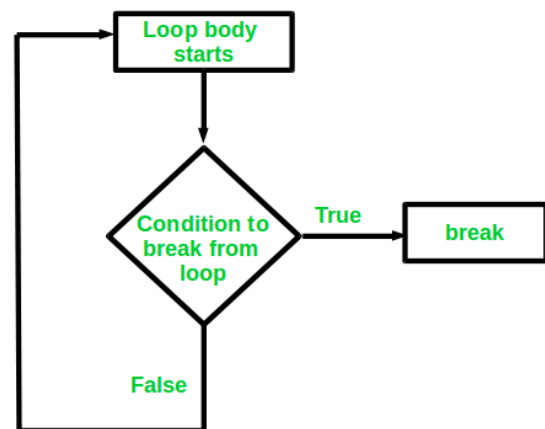 Loop body
starts
Condition to
break from
loop
True
break
False